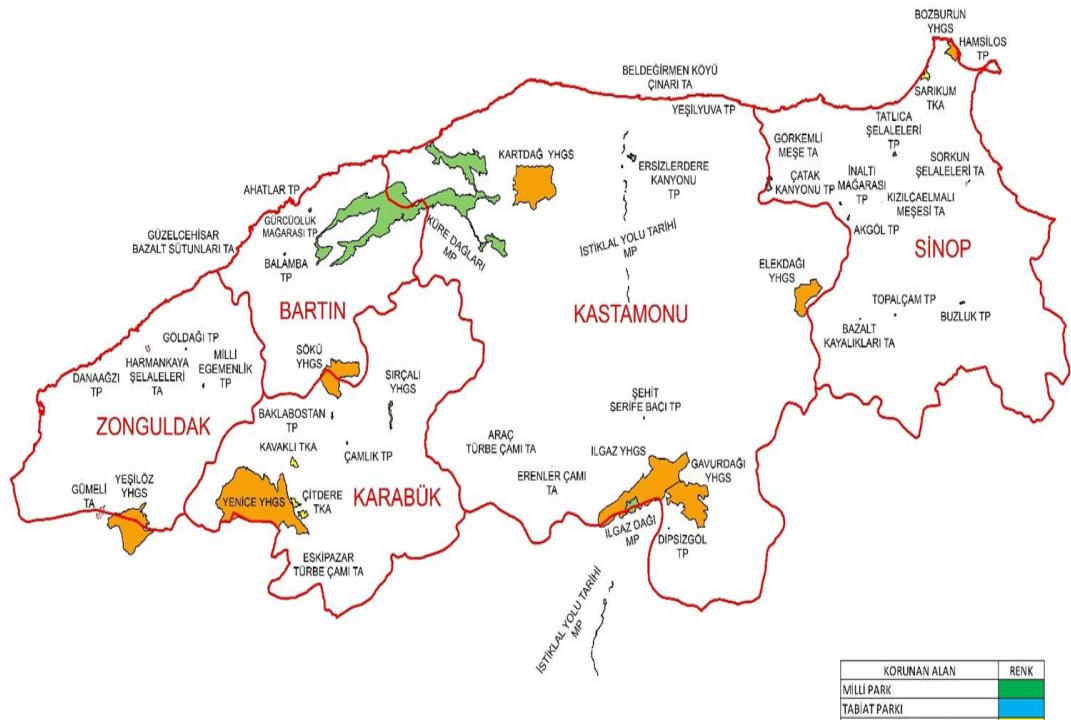 BOZBURUN
YHGS
HAMSİLOS
TP
BELDEĞİRMEN KÖYÜ
ÇINARI TA
SARIKUM
TKA
YEŞİLYUVA TP
TATLICA
ŞELALELERİ
TP
GÖRKEMLİ
MEŞE TA
KARTDAĞ YHGS
ERSİZLERDERE
KANYONU TP
SORKUN
ŞELALELERİ TA
ÇATAK
KANYONU TP
İNALTI
MAĞARASI
TP
KIZILCAELMALI
MEŞESİ TA
AHATLAR TP
GÜRCÜOLUK
MAĞARASI TP
KÜRE DAĞLARI
MP
İSTİKLAL YOLU TARİHİ
MP
AKGÖL TP
GÜZELCEHİSAR
BAZALT SÜTUNLARI TA
BALAMBA
TP
SİNOP
ELEKDAĞI
YHGS
BARTIN
KASTAMONU
TOPALÇAM TP
BUZLUK TP
BAZALT
KAYALIKLARI TA
GÖLDAĞI TP
MİLLİ
EGEMENLİK
TP
HARMANKAYA
ŞELALELERİ
TA
DANAAĞZI
TP
SÖKÜ
YHGS
SIRÇALI
YHGS
ZONGULDAK
BAKLABOSTAN
TP
ŞEHİT
ŞERİFE BACI TP
KAVAKLI TKA
ÇAMLIK TP
ARAÇ
TÜRBE ÇAMI TA
ILGAZ YHGS
GAVURDAĞI
YHGS
ERENLER ÇAMI
TA
GÜMELİ
TA
YEŞİLÖZ
YHGS
YENİCE YHGS
ÇİTDERE
TKA
KARABÜK
ILGAZ DAĞI
MP
DİPSİZGÖL
TP
ESKİPAZAR
TÜRBE ÇAMI TA
İSTİKLAL YOLU TARİHİ
MP
KORUNAN ALAN RENK
MİLLİ PARK
TABİAT PARKI